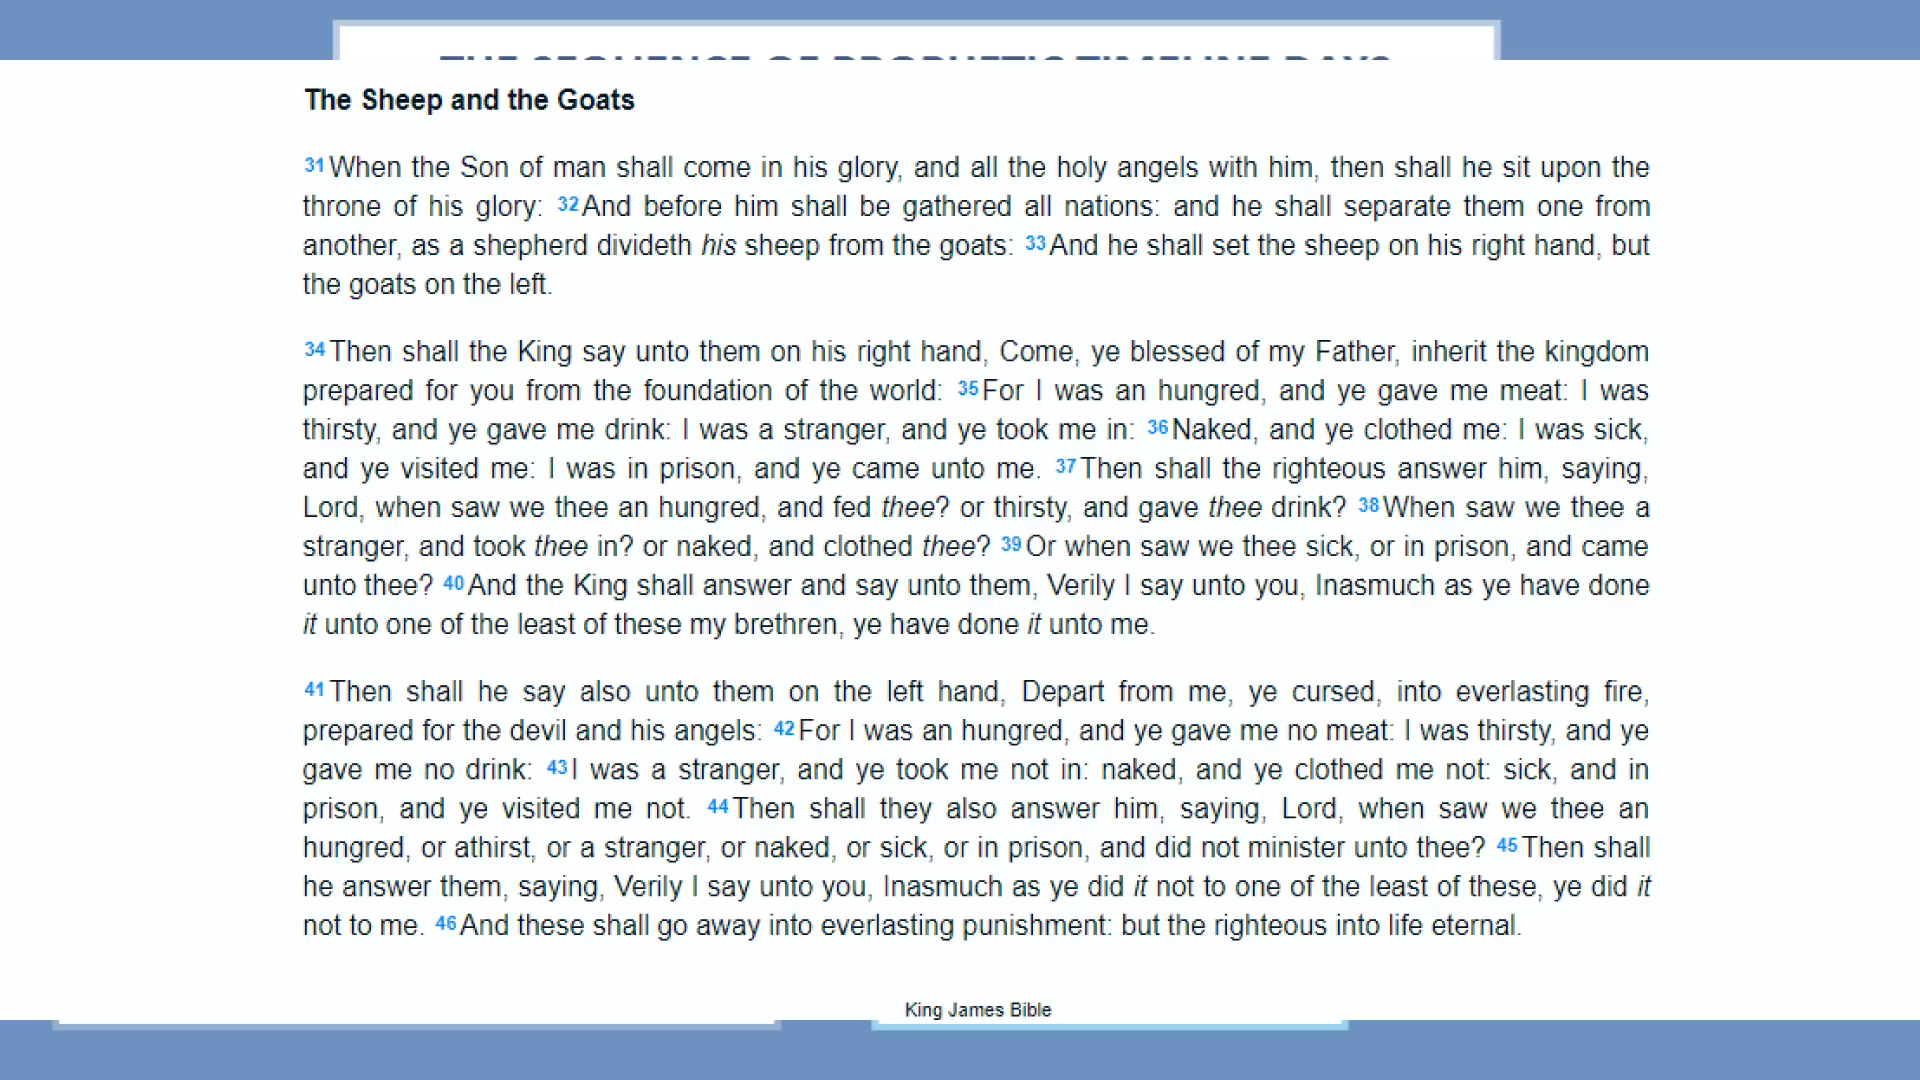 THE SEQUENCE OF PROPHETIC TIMELINE DAYS
The Sheep and the Goats
31 When the Son of man shall come in his glory, and all the holy angels with him, then shall he sit upon the
throne of his glory: 32 And before him shall be gathered all nations: and he shall separate them one from
another, as a shepherd divideth his sheep from the goats: 33 And he shall set the sheep on his right hand, but
the goats on the left.
34 Then shall the King say unto them on his right hand, Come, ye blessed of my Father, inherit the kingdom
prepared for you from the foundation of the world: 35 For I was an hungred, and ye gave me meat: I was
thirsty, and ye gave me drink: I was a stranger, and ye took me in: 36 Naked, and ye clothed me: I was sick,
and ye visited me: I was in prison, and ye came unto me. 37 Then shall the righteous answer him, saying,
Lord, when saw we thee an hungred, and fed thee? or thirsty, and gave thee drink? 38 When saw we thee a
stranger, and took thee in? or naked, and clothed thee? 39 Or when saw we thee sick, or in prison, and came
unto thee? 40 And the King shall answer and say unto them, Verily I say unto you, Inasmuch as ye have done
it unto one of the least of these my brethren, ye have done it unto me.
41 Then shall he say also unto them on the left hand, Depart from me, ye cursed, into everlasting fire,
prepared for the devil and his angels: 42 For I was an hungred, and ye gave me no meat: I was thirsty, and ye
gave me no drink: 43 I was a stranger, and ye took me not in: naked, and ye clothed me not: sick, and in
prison, and ye visited me not. 44 Then shall they also answer him, saying, Lord, when saw we thee an
hungred, or athirst, or a stranger, or naked, or sick, or in prison, and did not minister unto thee? 45 Then shall
he answer them, saying, Verily I say unto you, Inasmuch as ye did it not to one of the least of these, ye did it
not to me. 46 And these shall go away into everlasting punishment: but the righteous into life eternal.
King James Bible